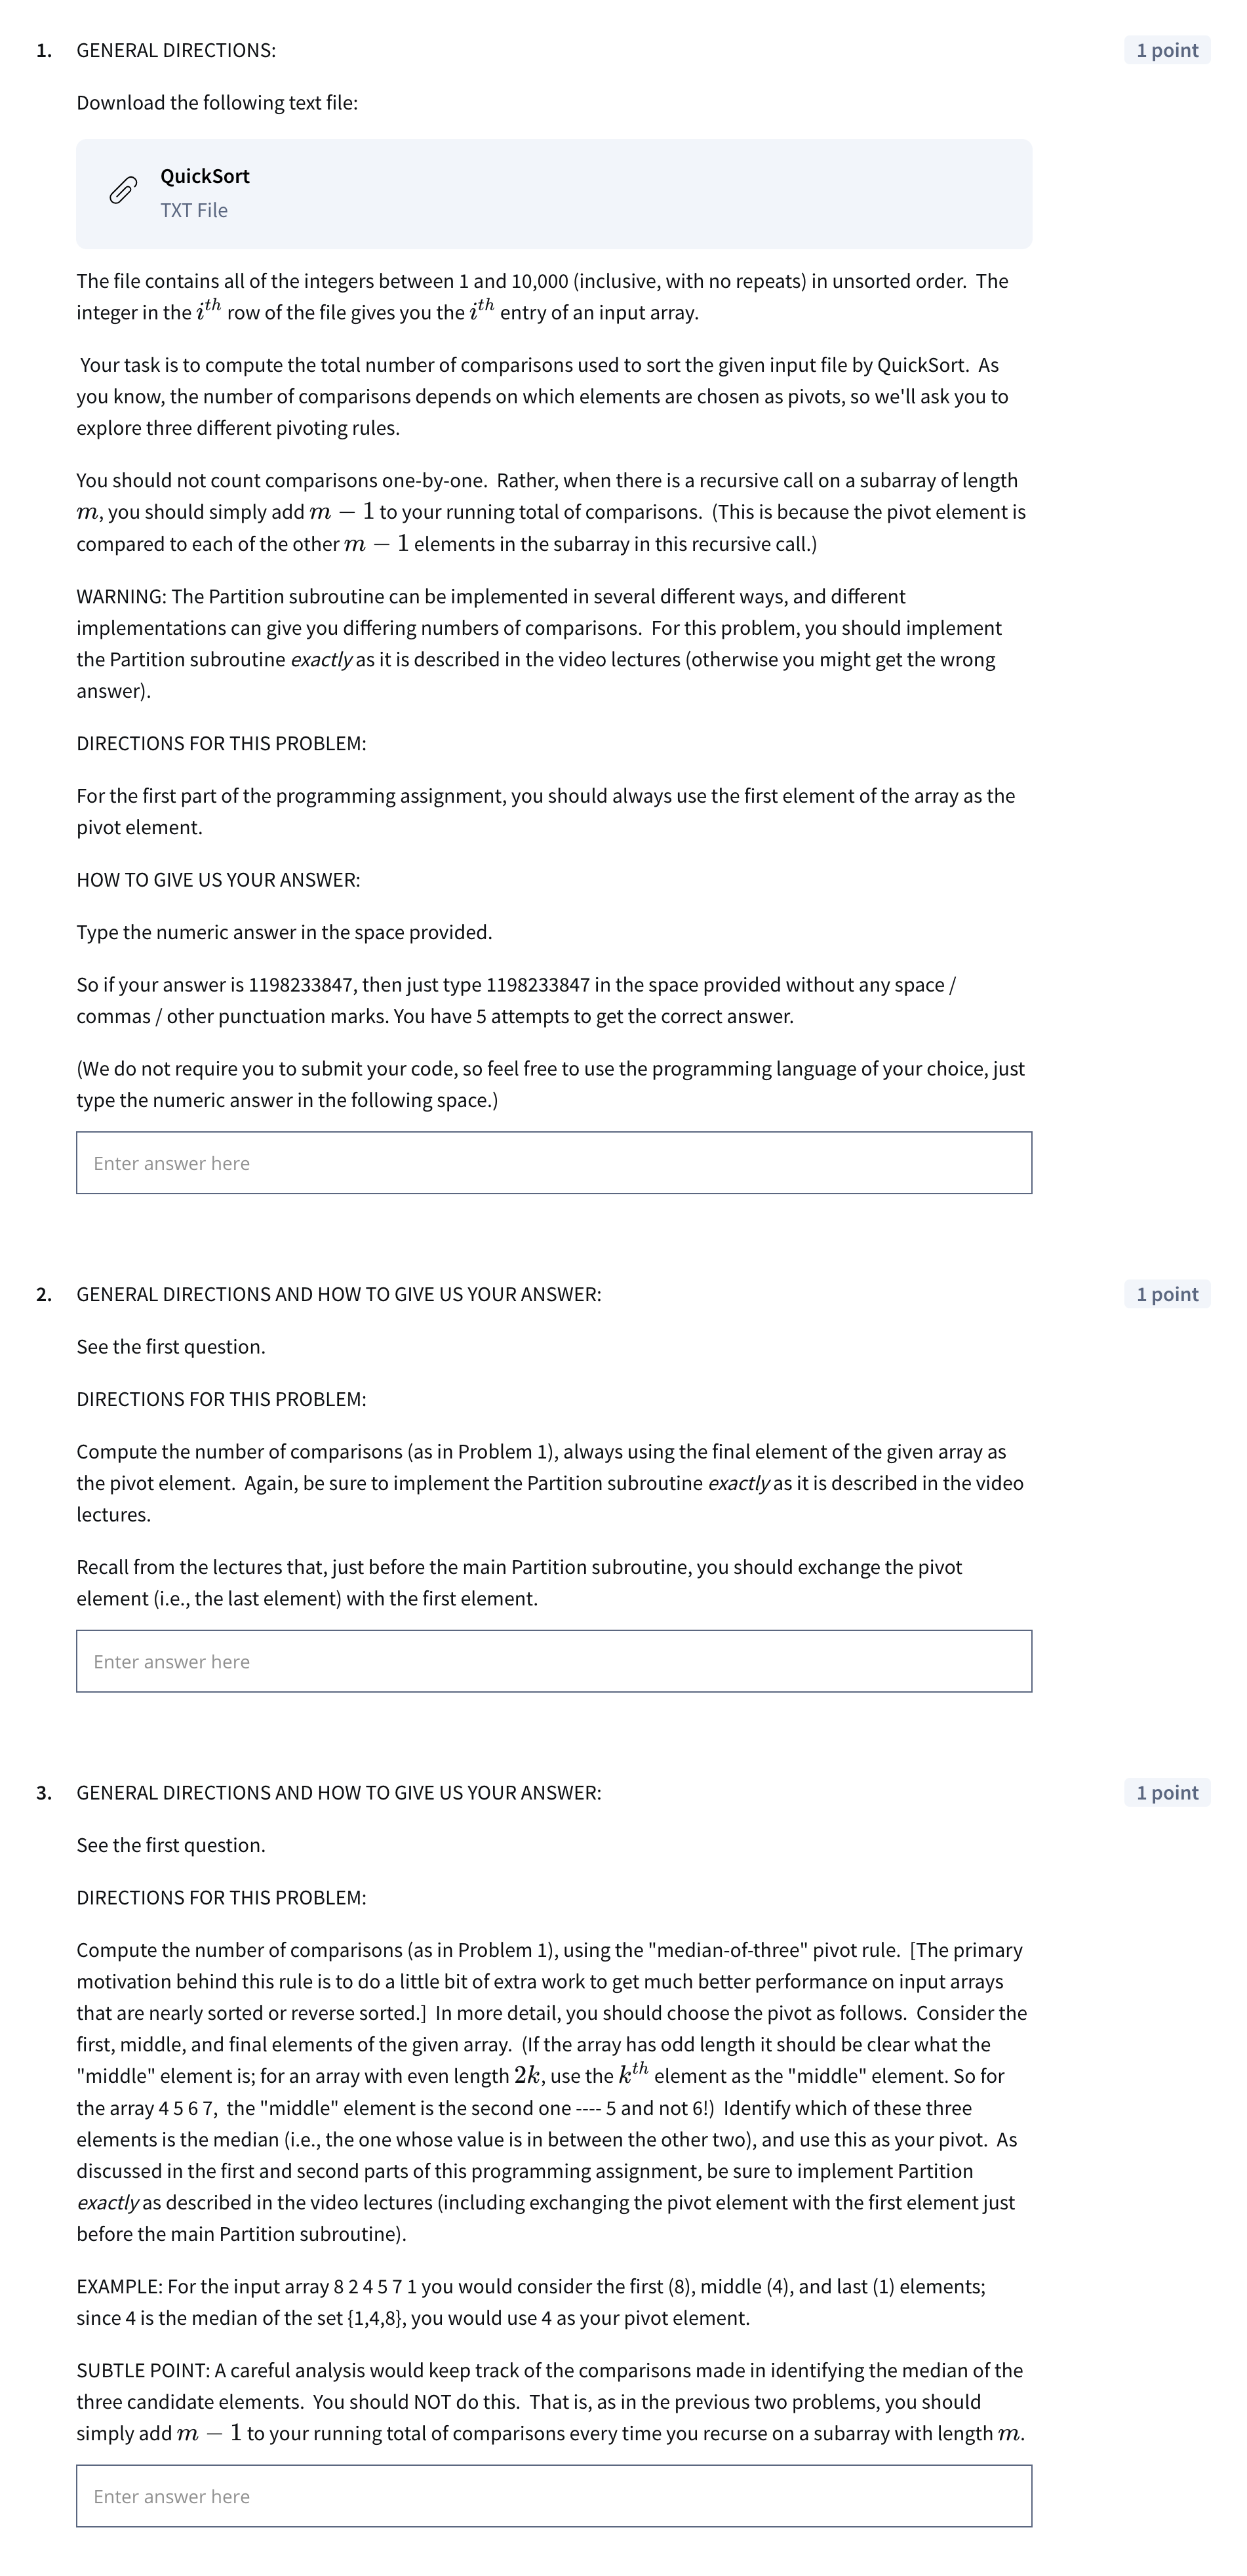 1. GENERAL DIRECTIONS: 1 point
Download the following text file:
QuickSort
TXT File
The file contains all of the integers between 1 and 10,000 (inclusive, with no repeats) in unsorted order.  The
integer in the i^th row of the file gives you the i^th entry of an input array.
Your task is to compute the total number of comparisons used to sort the given input file by QuickSort.  As
you know, the number of comparisons depends on which elements are chosen as pivots, so we'll ask you to
explore three different pivoting rules.
You should not count comparisons one-by-one.  Rather, when there is a recursive call on a subarray of length
m, you should simply add m − 1 to your running total of comparisons.  (This is because the pivot element is
compared to each of the other m − 1 elements in the subarray in this recursive call.)
WARNING: The Partition subroutine can be implemented in several different ways, and different
implementations can give you differing numbers of comparisons.  For this problem, you should implement
the Partition subroutine exactly as it is described in the video lectures (otherwise you might get the wrong
answer).
DIRECTIONS FOR THIS PROBLEM:
For the first part of the programming assignment, you should always use the first element of the array as the
pivot element.
HOW TO GIVE US YOUR ANSWER:
Type the numeric answer in the space provided.
So if your answer is 1198233847, then just type 1198233847 in the space provided without any space /
commas / other punctuation marks. You have 5 attempts to get the correct answer.
(We do not require you to submit your code, so feel free to use the programming language of your choice, just
type the numeric answer in the following space.)
Enter answer here
2. GENERAL DIRECTIONS AND HOW TO GIVE US YOUR ANSWER: 1 point
See the first question.
DIRECTIONS FOR THIS PROBLEM:
Compute the number of comparisons (as in Problem 1), always using the final element of the given array as
the pivot element.  Again, be sure to implement the Partition subroutine exactly as it is described in the video
lectures.
Recall from the lectures that, just before the main Partition subroutine, you should exchange the pivot
element (i.e., the last element) with the first element.
Enter answer here
3. GENERAL DIRECTIONS AND HOW TO GIVE US YOUR ANSWER: 1 point
See the first question.
DIRECTIONS FOR THIS PROBLEM:
Compute the number of comparisons (as in Problem 1), using the "median-of-three" pivot rule.  [The primary
motivation behind this rule is to do a little bit of extra work to get much better performance on input arrays
that are nearly sorted or reverse sorted.]  In more detail, you should choose the pivot as follows.  Consider the
first, middle, and final elements of the given array.  (If the array has odd length it should be clear what the
"middle" element is; for an array with even length 2k, use the k^th element as the "middle" element. So for
the array 4 5 6 7,  the "middle" element is the second one ---- 5 and not 6!)  Identify which of these three
elements is the median (i.e., the one whose value is in between the other two), and use this as your pivot.  As
discussed in the first and second parts of this programming assignment, be sure to implement Partition
exactly as described in the video lectures (including exchanging the pivot element with the first element just
before the main Partition subroutine).
EXAMPLE: For the input array 8 2 4 5 7 1 you would consider the first (8), middle (4), and last (1) elements;
since 4 is the median of the set {1,4,8}, you would use 4 as your pivot element.
SUBTLE POINT: A careful analysis would keep track of the comparisons made in identifying the median of the
three candidate elements.  You should NOT do this.  That is, as in the previous two problems, you should
simply add m − 1 to your running total of comparisons every time you recurse on a subarray with length m.
Enter answer here